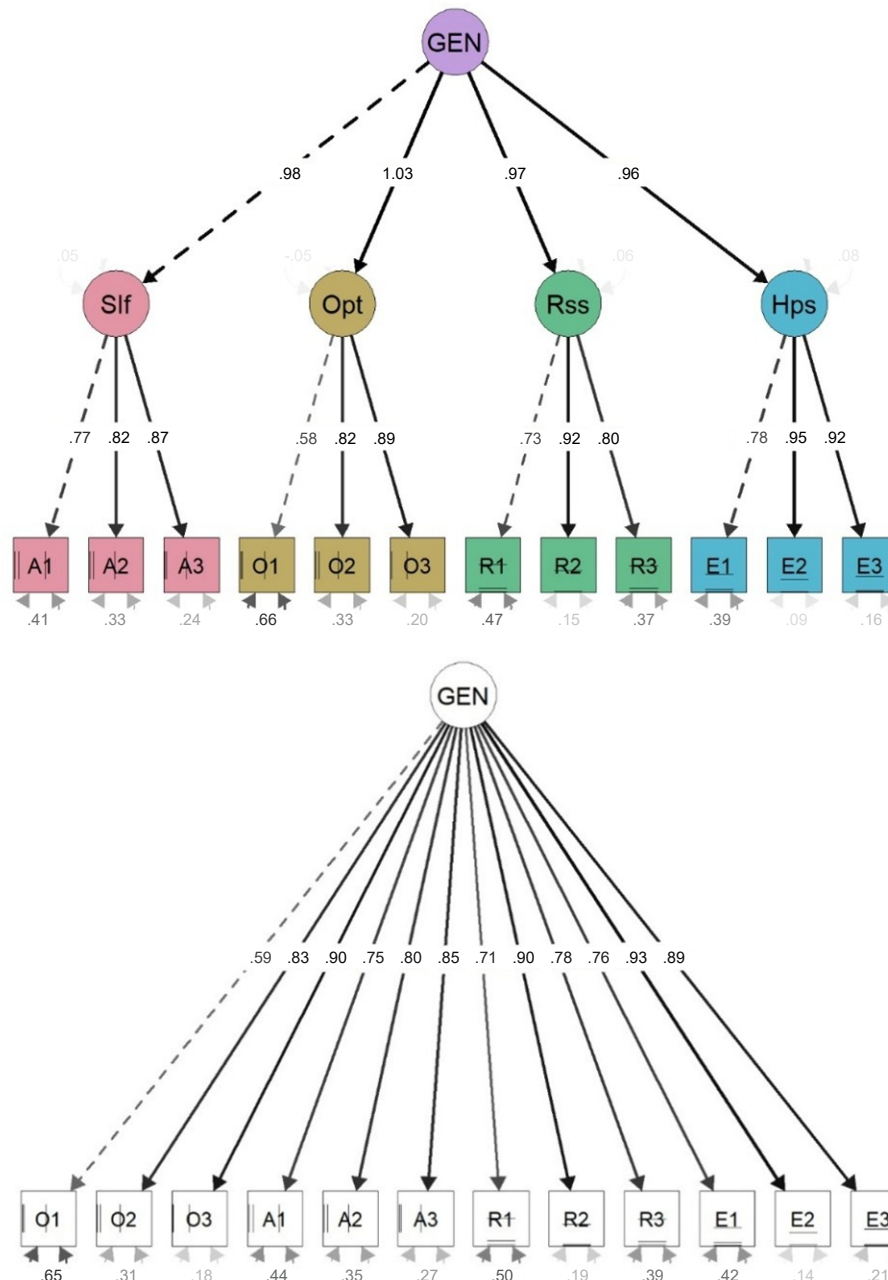 GEN
.98 1.03 .97 .96
.05 -.05 .06 .08
Slf Opt Rss Hps
.77 .82 .87 .58 .82 .89 .73 .92 .80 .78 .95 .92
A1 A2 A3 O1 O2 O3 R1 R2 R3 E1 E2 E3
.41 .33 .24 .66 .33 .20 .47 .15 .37 .39 .09 .16
GEN
.59 .83 .90 .75 .80 .85 .71 .90 .78 .76 .93 .89
O1 O2 O3 A1 A2 A3 R1 R2 R3 E1 E2 E3
.65 .31 .18 .44 .35 .27 .50 .19 .39 .42 .14 .21